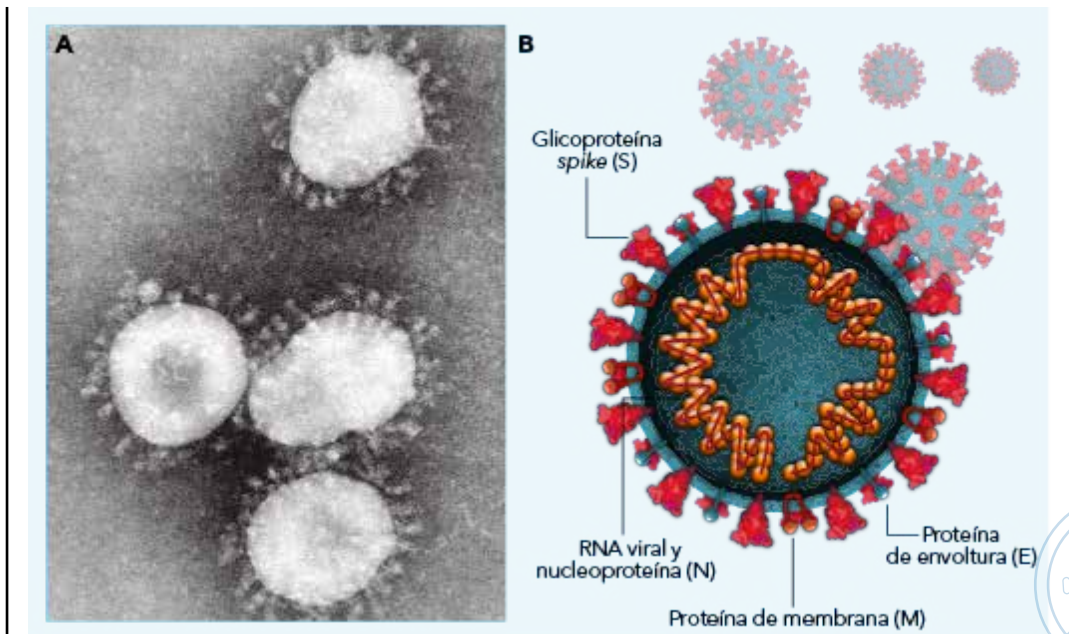 A
B
Glicoproteína
spike (S)
RNA viral y
nucleoproteína (N)
Proteína
de envoltura (E)
Proteína de membrana (M)